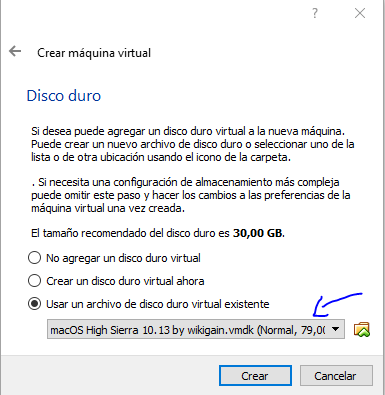 ?
Crear máquina virtual
Disco duro
Si desea puede agregar un disco duro virtual a la nueva máquina.
Puede crear un nuevo archivo de disco duro o seleccionar uno de la
lista o de otra ubicación usando el icono de la carpeta.
. Si necesita una configuración de almacenamiento más compleja
puede omitir este paso y hacer los cambios a las preferencias de la
máquina virtual una vez creada.
El tamaño recomendado del disco duro es 30,00 GB.
No agregar un disco duro virtual
Crear un disco duro virtual ahora
Usar un archivo de disco duro virtual existente
macOS High Sierra 10.13 by wikigain.vmdk (Normal, 79,0
Crear
Cancelar